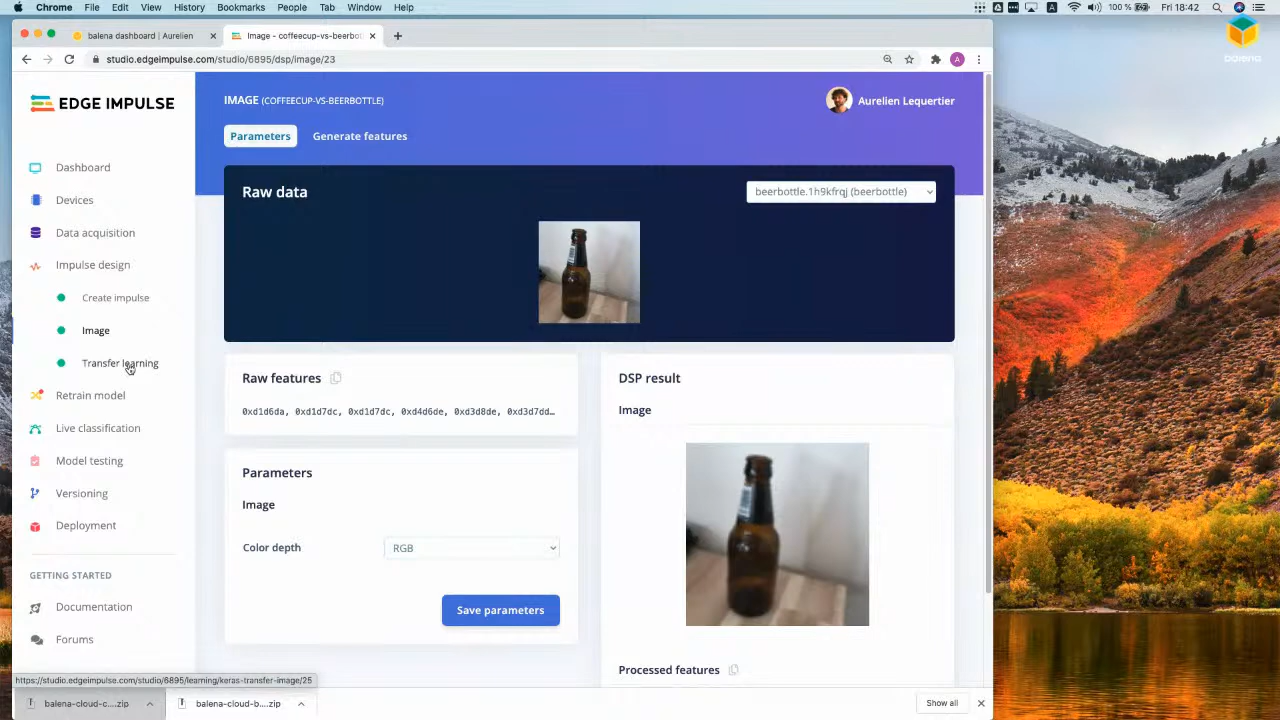 Chrome File Edit View History Bookmarks People Tab Window Help
100 % Fri 18:42
balena dashboard | Aurelien
Image - coffeecup-vs-beerbot
studio.edgeimpulse.com/studio/6895/dsp/image/23
A
balena
EDGE IMPULSE
Dashboard
Devices
Data acquisition
Impulse design
Create impulse
Image
Transfer learning
Retrain model
Live classification
Model testing
Versioning
Deployment
GETTING STARTED
Documentation
Forums
IMAGE (COFFEECUP-VS-BEERBOTTLE)
Aurelien Lequertier
Parameters Generate features
Raw data
beerbottle.1h9kfrqj (beerbottle)
Raw features
0xd1d6da, 0xd1d7dc, 0xd1d7dc, 0xd4d6de, 0xd3d8de, 0xd3d7dd…
Parameters
Image
Color depth RGB
Save parameters
DSP result
Image
Processed features
https://studio.edgeimpulse.com/studio/6895/learning/keras-transfer-image/25
balena-cloud-c....zip
balena-cloud-b....zip
Show all